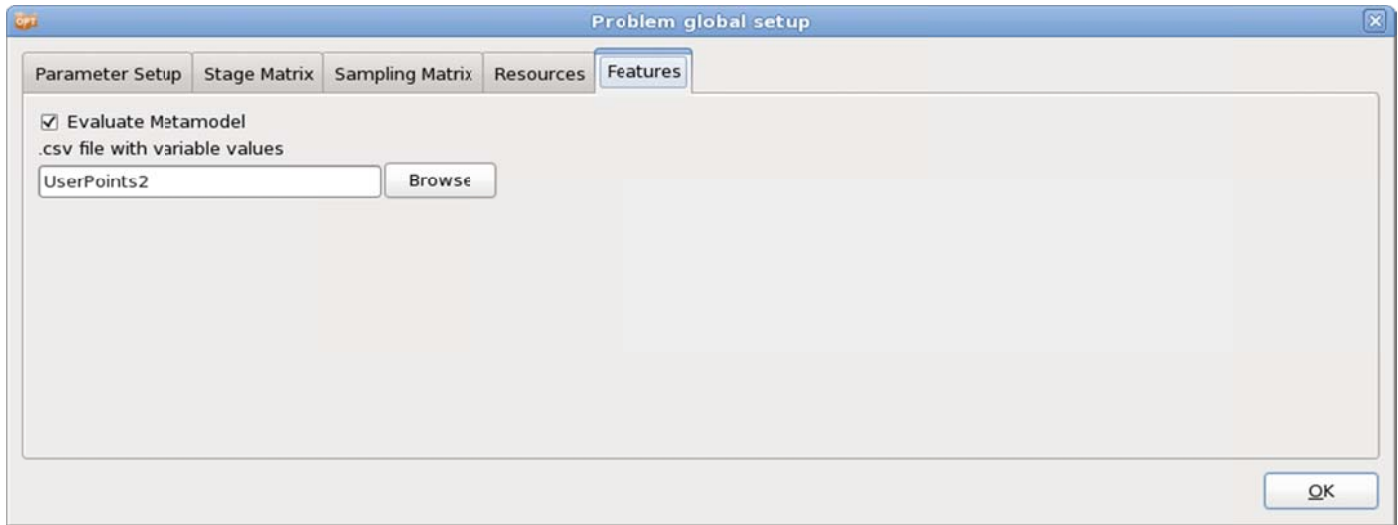 OPT
Problem global setup
Parameter Setup Stage Matrix Sampling Matrix Resources Features
Evaluate Metamodel
.csv file with variable values
UserPoints2 Browse
OK